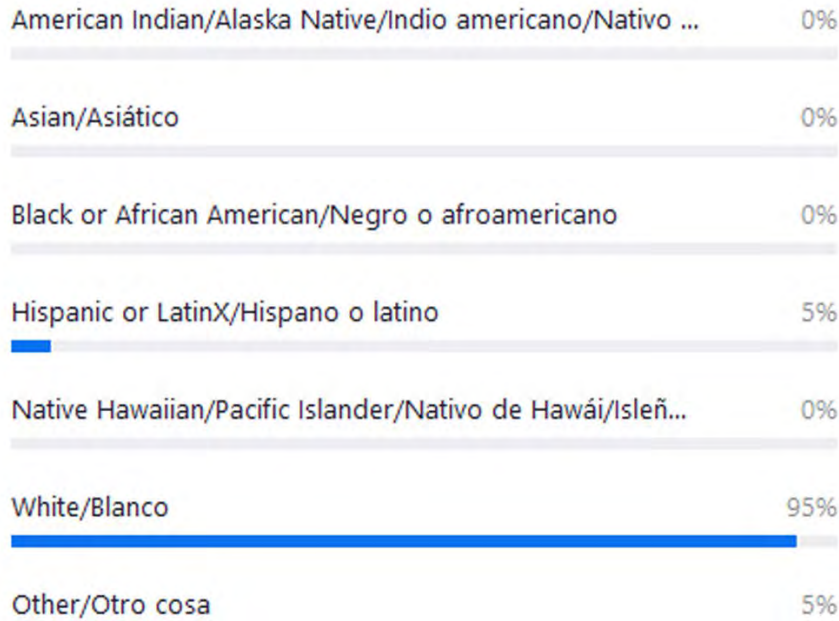 American Indian/Alaska Native/Indio americano/Nativo ... 0%
Asian/Asiático 0%
Black or African American/Negro o afroamericano 0%
Hispanic or LatinX/Hispano o latino 5%
Native Hawaiian/Pacific Islander/Nativo de Hawái/Isleñ... 0%
White/Blanco 95%
Other/Otro cosa 5%